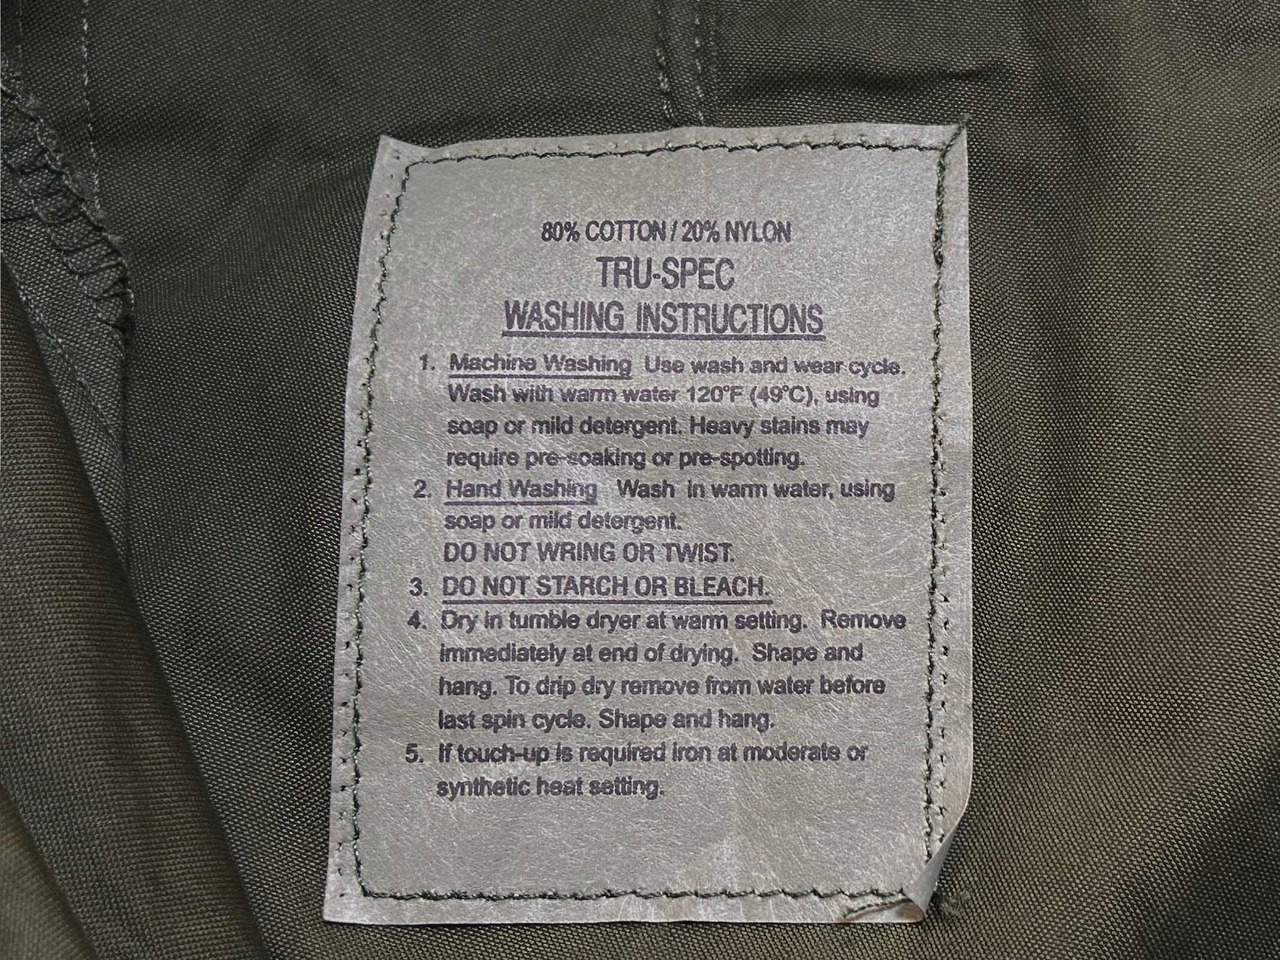 80% COTTON / 20% NYLON
TRU-SPEC
WASHING INSTRUCTIONS
1. Machine Washing Use wash and wear cycle.
Wash with warm water 120°F (49°C), using
soap or mild detergent. Heavy stains may
require pre-soaking or pre-spotting.
2. Hand Washing Wash in warm water, using
soap or mild detergent.
DO NOT WRING OR TWIST.
3. DO NOT STARCH OR BLEACH.
4. Dry in tumble dryer at warm setting. Remove
immediately at end of drying. Shape and
hang. To drip dry remove from water before
last spin cycle. Shape and hang.
5. If touch-up is required iron at moderate or
synthetic heat setting.